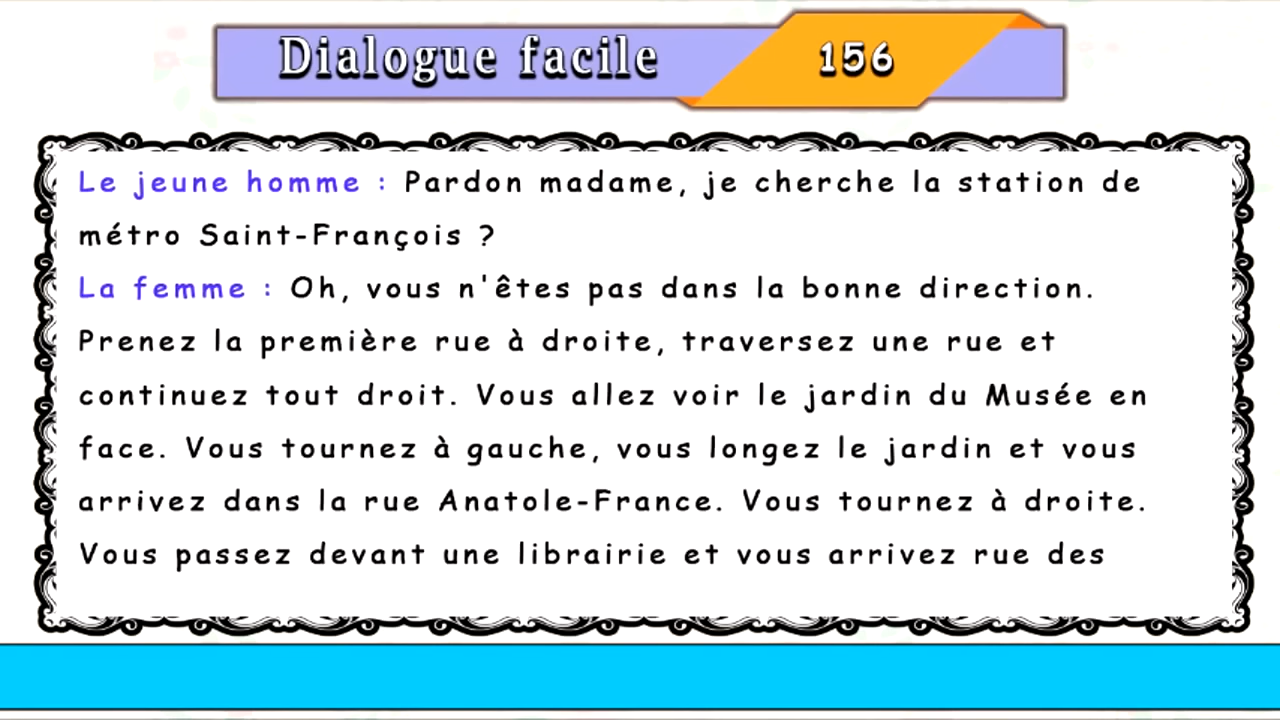 Dialogue facile 156
Le jeune homme : Pardon madame, je cherche la station de
métro Saint-François ?
La femme : Oh, vous n'êtes pas dans la bonne direction.
Prenez la première rue à droite, traversez une rue et
continuez tout droit. Vous allez voir le jardin du Musée en
face. Vous tournez à gauche, vous longez le jardin et vous
arrivez dans la rue Anatole-France. Vous tournez à droite.
Vous passez devant une librairie et vous arrivez rue des